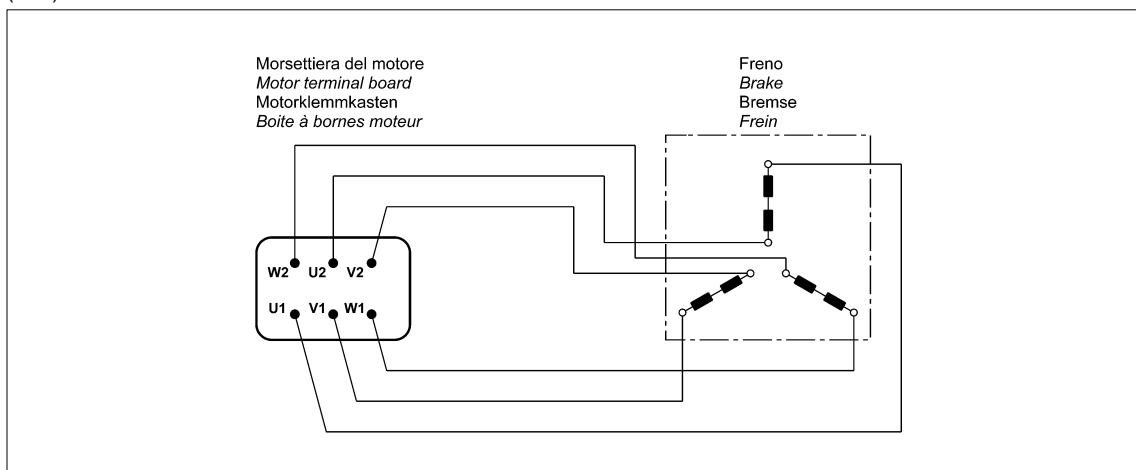 Morsettiera del motore
Motor terminal board
Motorklemmkasten
Boite à bornes moteur
Freno
Brake
Bremse
Frein
W2 U2 V2
U1 V1 W1